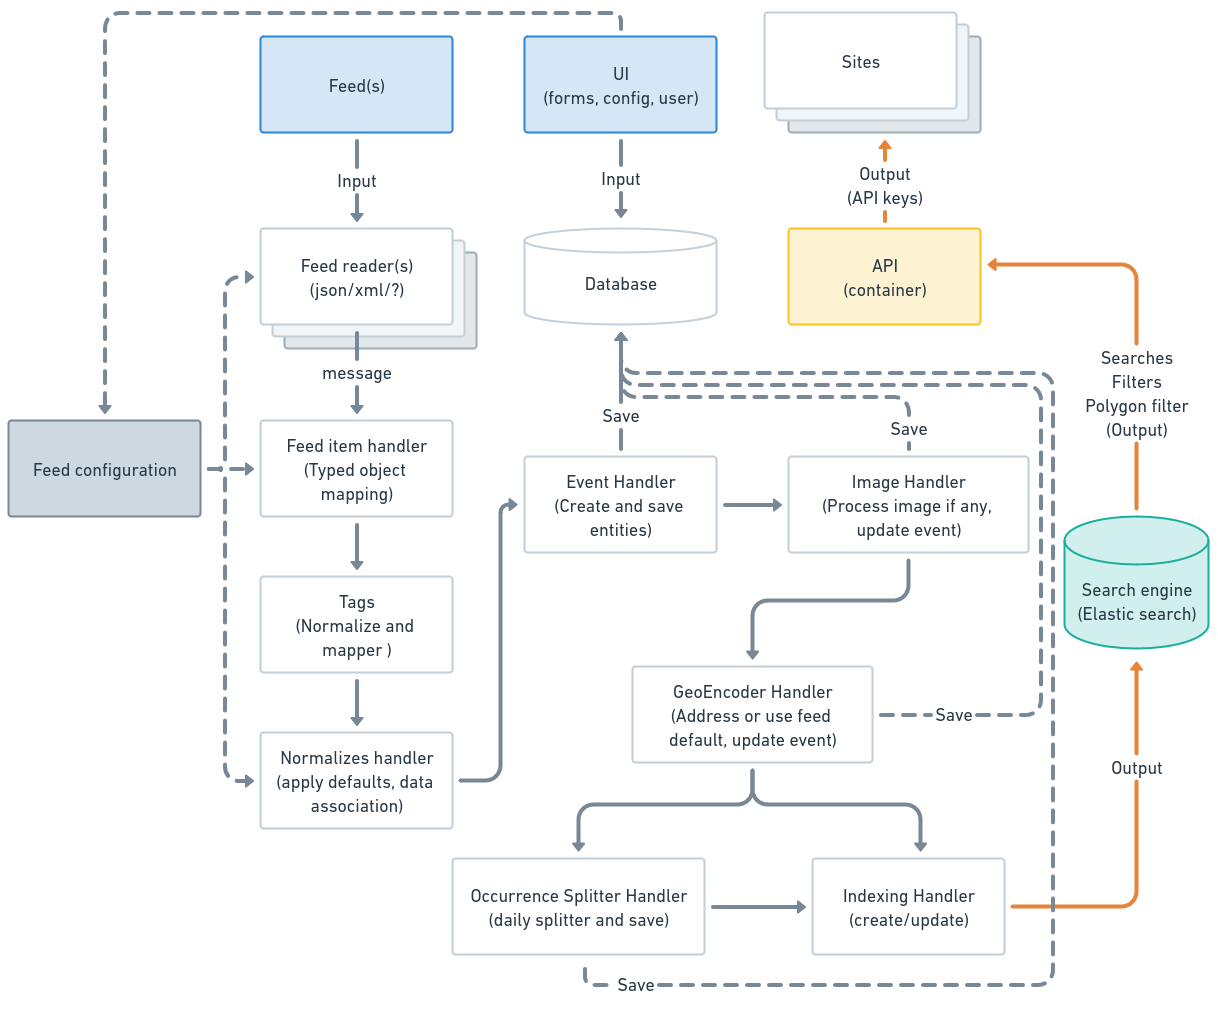 Feed(s)
UI
(forms, config, user)
Sites
Input
Input
Output
(API keys)
Feed reader(s)
(json/xml/?)
Database
API
(container)
message
Searches
Filters
Polygon filter
(Output)
Save
Save
Feed configuration
Feed item handler
(Typed object
mapping)
Event Handler
(Create and save
entities)
Image Handler
(Process image if any,
update event)
Search engine
(Elastic search)
Tags
(Normalize and
mapper )
GeoEncoder Handler
(Address or use feed
default, update event)
Save
Normalizes handler
(apply defaults, data
association)
Output
Occurrence Splitter Handler
(daily splitter and save)
Indexing Handler
(create/update)
Save